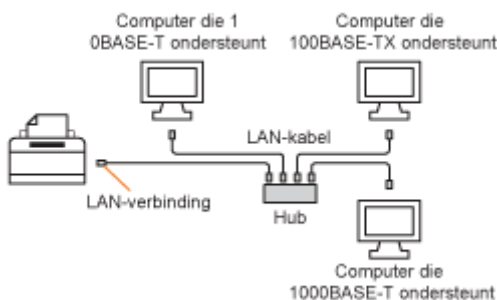 Computer die 1
0BASE-T ondersteunt
Computer die
100BASE-TX ondersteunt
LAN-kabel
LAN-verbinding
Hub
Computer die
1000BASE-T ondersteunt